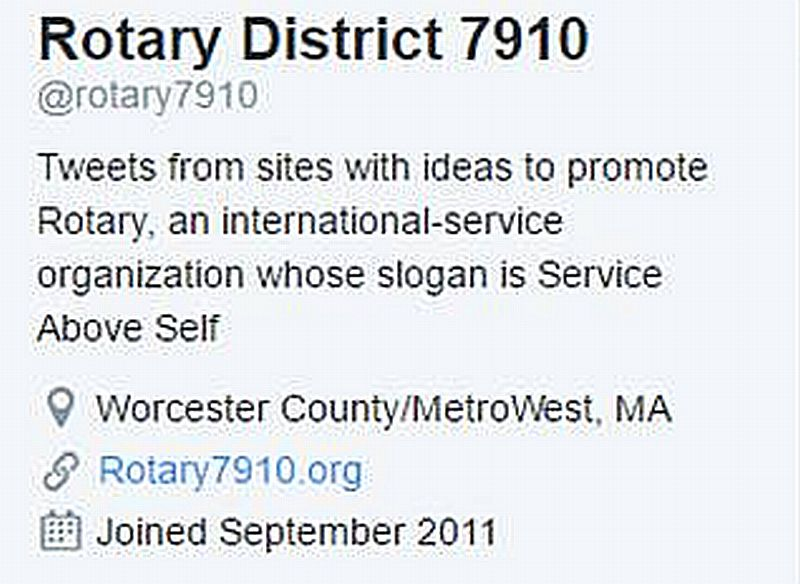 Rotary District 7910
@rotary7910
Tweets from sites with ideas to promote
Rotary, an international-service
organization whose slogan is Service
Above Self
Worcester County/MetroWest, MA
Rotary7910.org
Joined September 2011